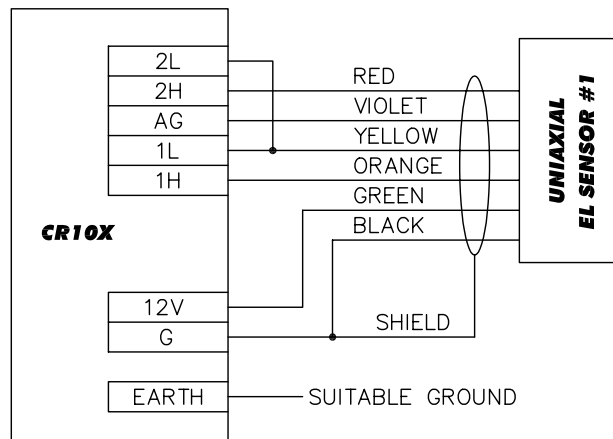 2L
2H
AG
1L
1H
CR10X
12V
G
EARTH
RED
VIOLET
YELLOW
ORANGE
GREEN
BLACK
SHIELD
SUITABLE GROUND
UNIAXIAL
EL SENSOR #1